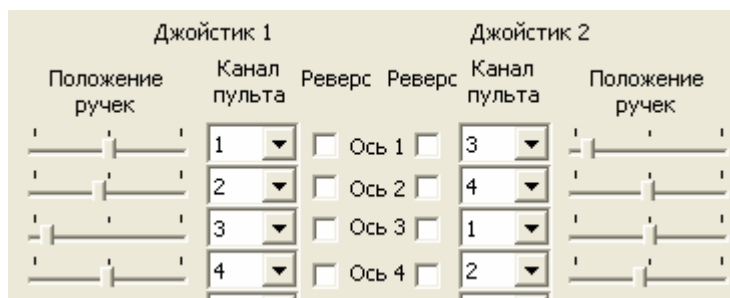 Джойстик 1 Джойстик 2
Положение ручек Канал пульта Реверс Реверс Канал пульта Положение ручек
1 Ось 1 3
2 Ось 2 4
3 Ось 3 1
4 Ось 4 2